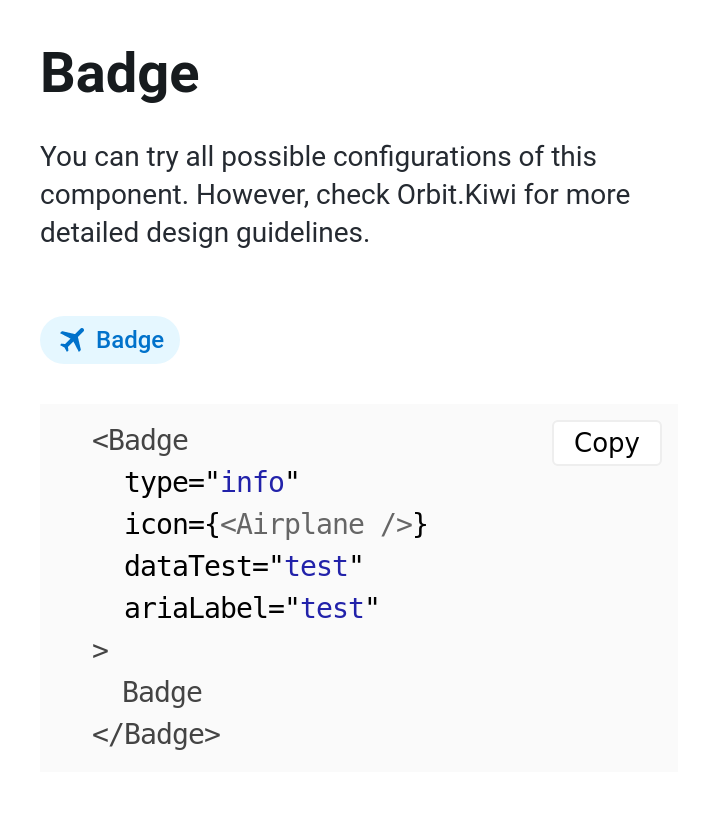 Badge
You can try all possible configurations of this
component. However, check Orbit.Kiwi for more
detailed design guidelines.
Badge
<Badge
Copy
type="info"
icon={<Airplane />}
dataTest="test"
ariaLabel="test"
>
Badge
</Badge>